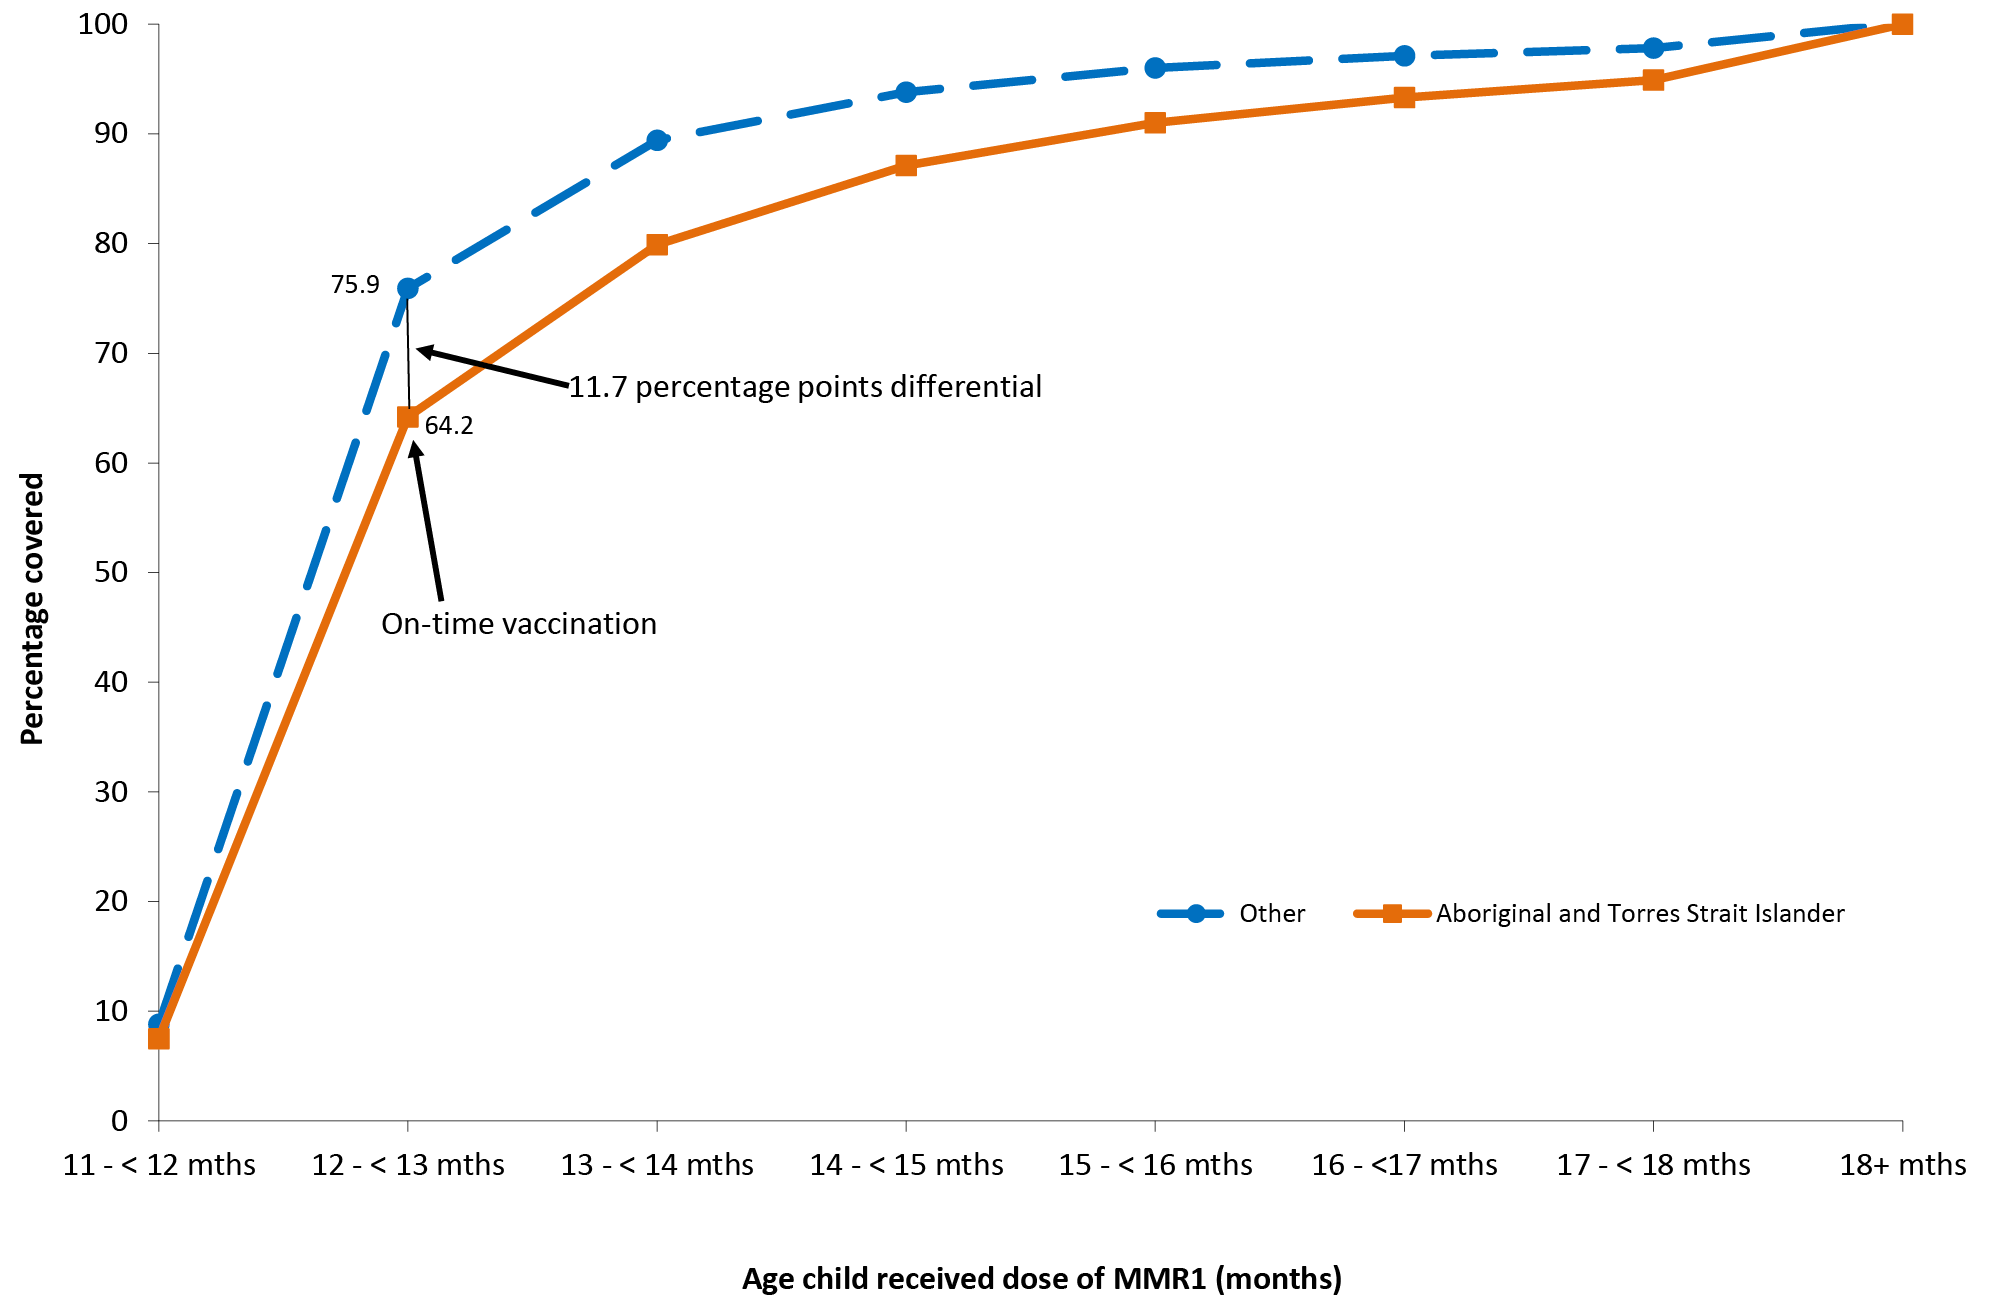 100
90
80
70
60
50
40
30
20
10
0
Percentage covered
75.9
11.7 percentage points differential
64.2
On-time vaccination
Other
Aboriginal and Torres Strait Islander
11 - < 12 mths
12 - < 13 mths
13 - < 14 mths
14 - < 15 mths
15 - < 16 mths
16 - <17 mths
17 - < 18 mths
18+ mths
Age child received dose of MMR1 (months)